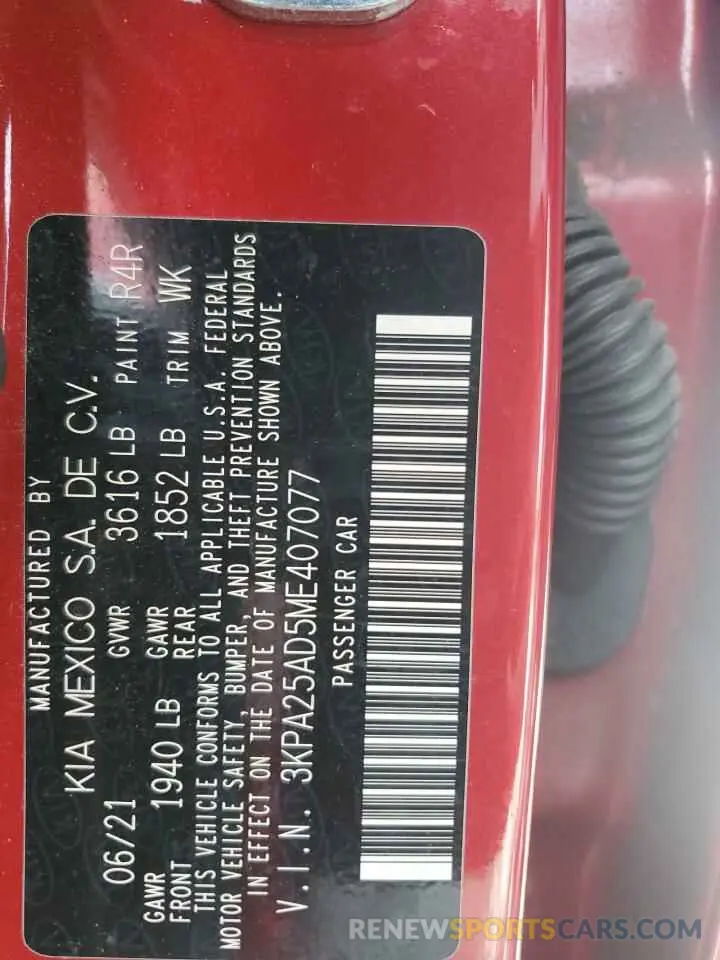 MANUFACTURED BY
KIA MEXICO S.A. DE C.V.
06/21 GVWR 3616 LB PAINT R4R
GAWR FRONT 1940 LB GAWR REAR 1852 LB TRIM WK
THIS VEHICLE CONFORMS TO ALL APPLICABLE U.S.A. FEDERAL
MOTOR VEHICLE SAFETY, BUMPER, AND THEFT PREVENTION STANDARDS
IN EFFECT ON THE DATE OF MANUFACTURE SHOWN ABOVE.
V.I.N. 3KPA25AD5ME407077
PASSENGER CAR
RENEWSPORTSCARS.COM